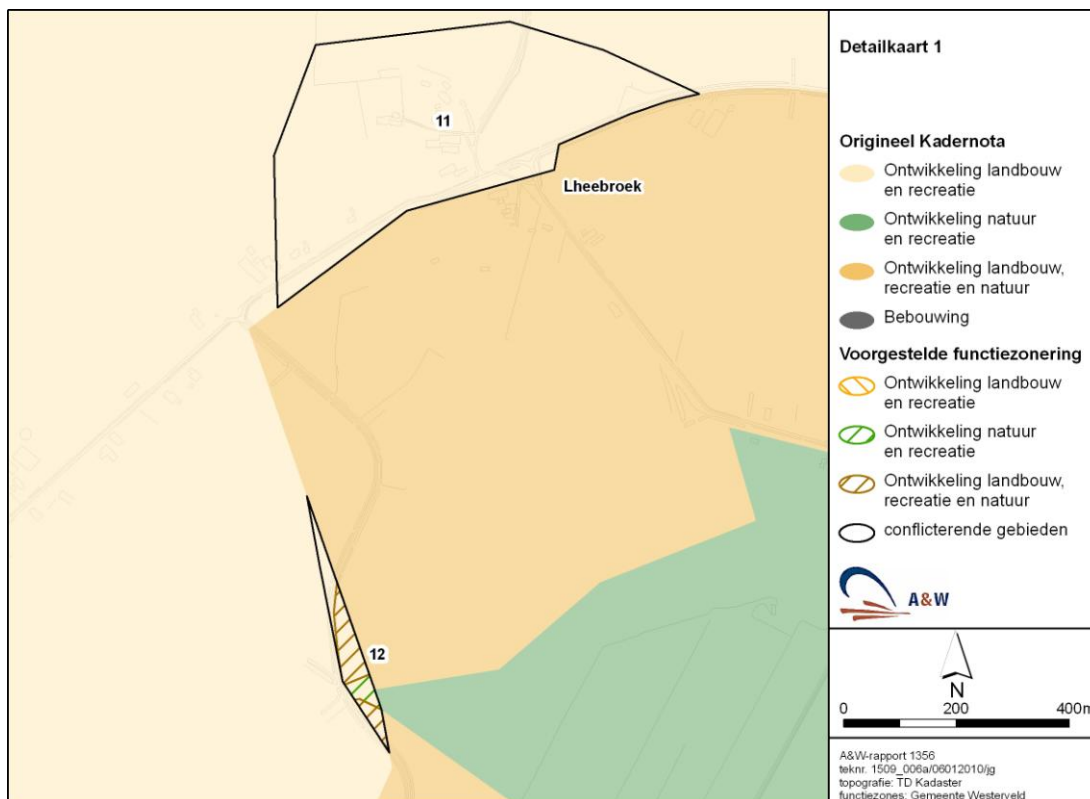 11
Lheebroek
12
Detailkaart 1
Origineel Kadernota
Ontwikkeling landbouw
en recreatie
Ontwikkeling natuur
en recreatie
Ontwikkeling landbouw,
recreatie en natuur
Bebouwing
Voorgestelde functiezonering
Ontwikkeling landbouw
en recreatie
Ontwikkeling natuur
en recreatie
Ontwikkeling landbouw,
recreatie en natuur
conflicterende gebieden
A&W
N
0 200 400m
A&W-rapport 1356
teknr. 1509_006a/06012010/jg
topografie: TD Kadaster
functiezones: Gemeente Westerveld